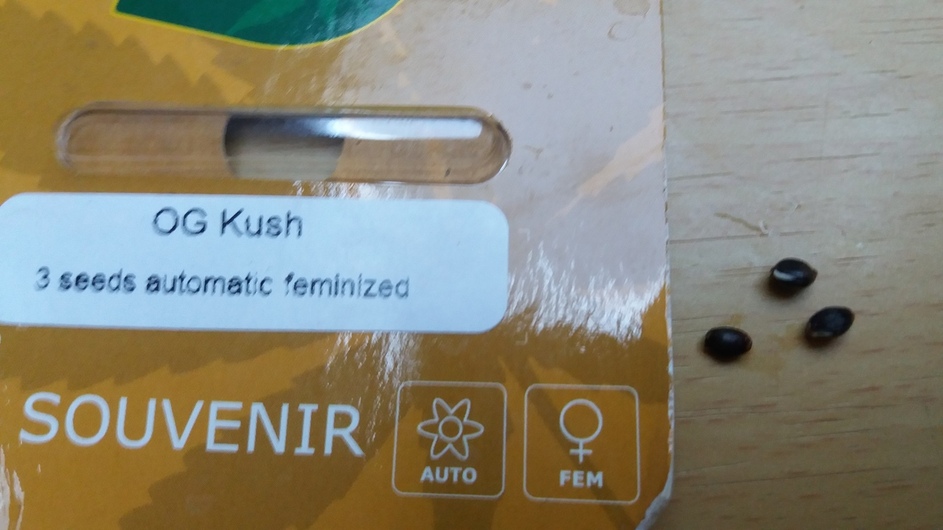 OG Kush
3 seeds automatic feminized
SOUVENIR
AUTO
FEM